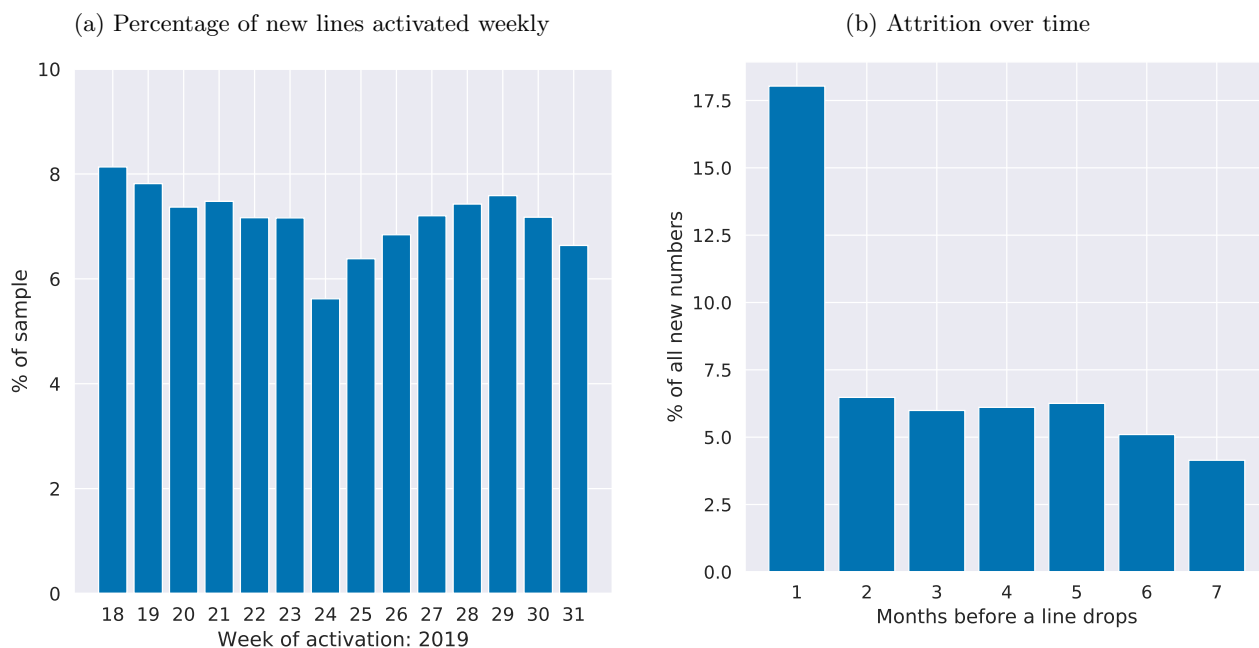 (a) Percentage of new lines activated weekly
10
8
6
4
2
0
% of sample
18 19 20 21 22 23 24 25 26 27 28 29 30 31
Week of activation: 2019
(b) Attrition over time
17.5
15.0
12.5
10.0
7.5
5.0
2.5
0.0
% of all new numbers
1 2 3 4 5 6 7
Months before a line drops